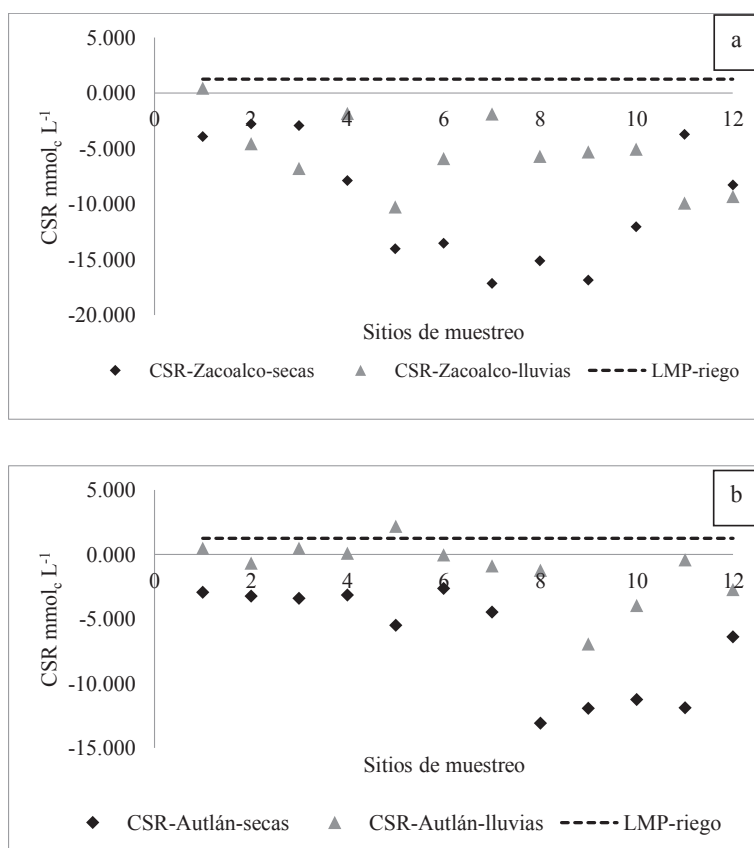 a
5.000
0.000
-5.000
-10.000
-15.000
-20.000
CSR mmolc L-1
0 2 4 6 8 10 12
Sitios de muestreo
CSR-Zacoalco-secas CSR-Zacoalco-lluvias LMP-riego
b
5.000
0.000
-5.000
-10.000
-15.000
CSR mmolc L-1
0 2 4 6 8 10 12
Sitios de muestreo
CSR-Autlán-secas CSR-Autlán-lluvias LMP-riego